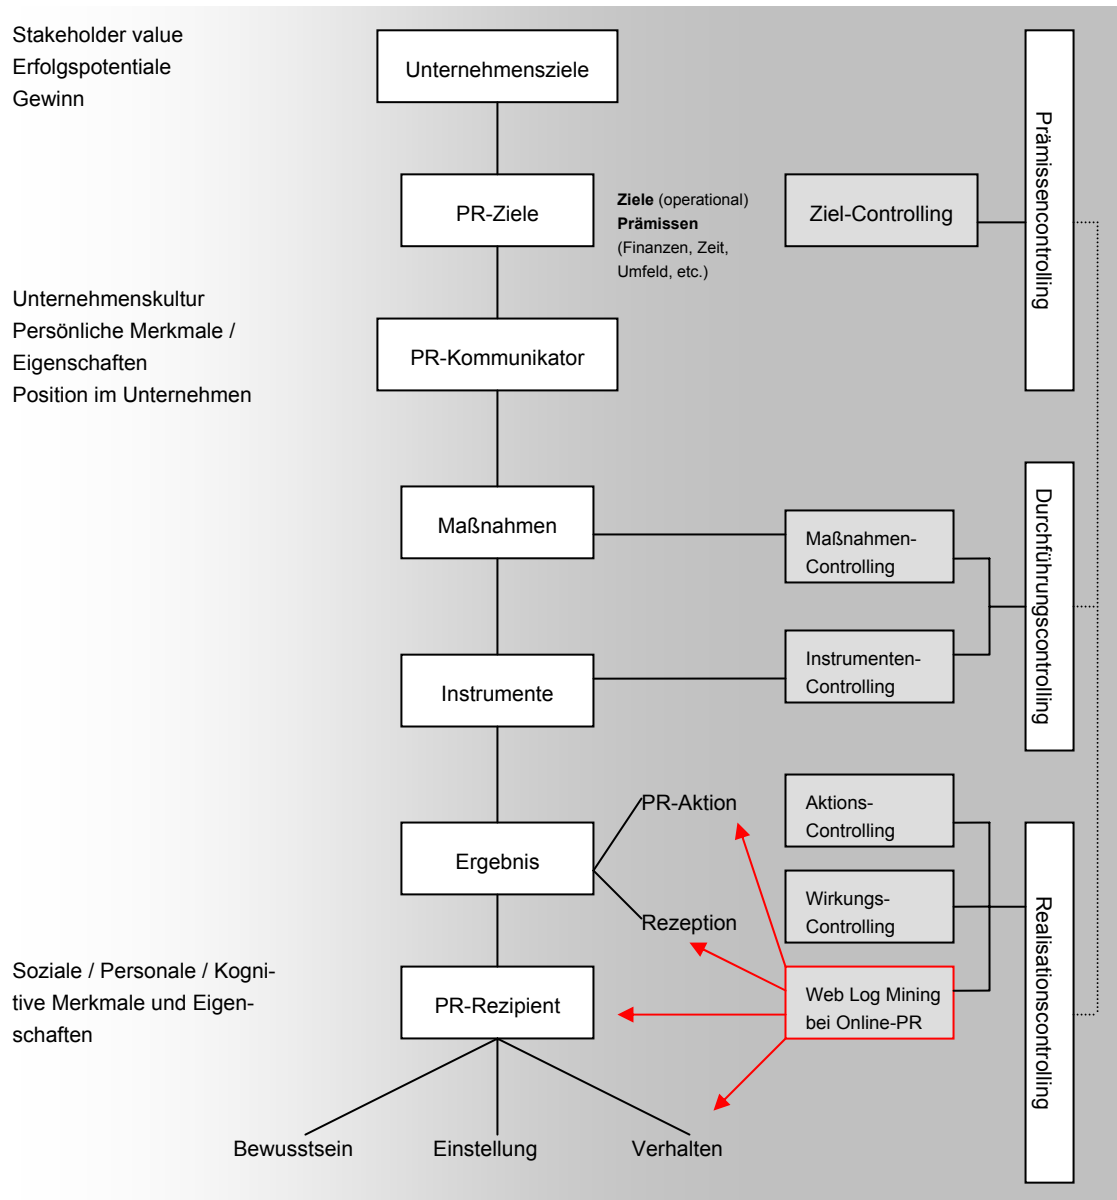 Stakeholder value
Erfolgspotentiale
Gewinn
Unternehmensziele
Prämissencontrolling
PR-Ziele
Ziele (operational)
Prämissen
(Finanzen, Zeit,
Umfeld, etc.)
Ziel-Controlling
Unternehmenskultur
Persönliche Merkmale /
Eigenschaften
Position im Unternehmen
PR-Kommunikator
Maßnahmen
Maßnahmen-
Controlling
Durchführungscontrolling
Instrumente
Instrumenten-
Controlling
PR-Aktion
Aktions-
Controlling
Ergebnis
Rezeption
Wirkungs-
Controlling
Realisationscontrolling
Soziale / Personale / Kogni-
tive Merkmale und Eigen-
schaften
PR-Rezipient
Web Log Mining
bei Online-PR
Bewusstsein
Einstellung
Verhalten